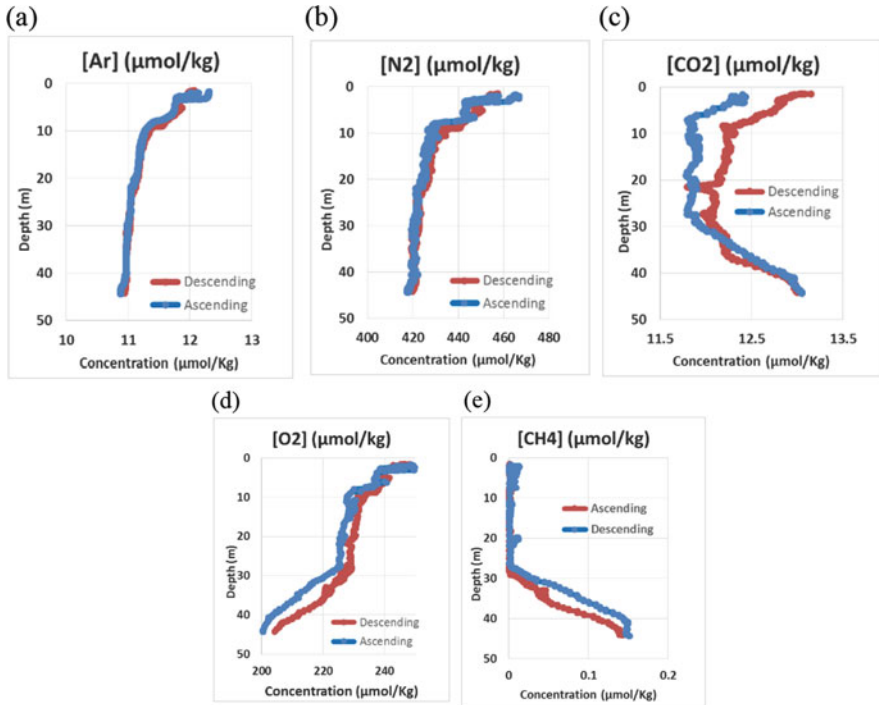 (a)
[Ar] (µmol/kg)
0
10
20
30
40
50
Depth (m)
10
11
12
13
Concentration (µmol/Kg)
Descending
Ascending
(b)
[N2] (µmol/kg)
0
10
20
30
40
50
Depth (m)
400
420
440
460
480
Concentration (µmol/Kg)
Descending
Ascending
(c)
[CO2] (µmol/kg)
0
10
20
30
40
50
Depth (m)
11.5
12.5
13.5
Concentration (µmol/Kg)
Descending
Ascending
(d)
[O2] (µmol/kg)
0
10
20
30
40
50
Depth (m)
200
220
240
Concentration (µmol/Kg)
Descending
Ascending
(e)
[CH4] (µmol/kg)
0
10
20
30
40
50
Depth (m)
0
0.1
0.2
Concentration (µmol/Kg)
Ascending
Descending